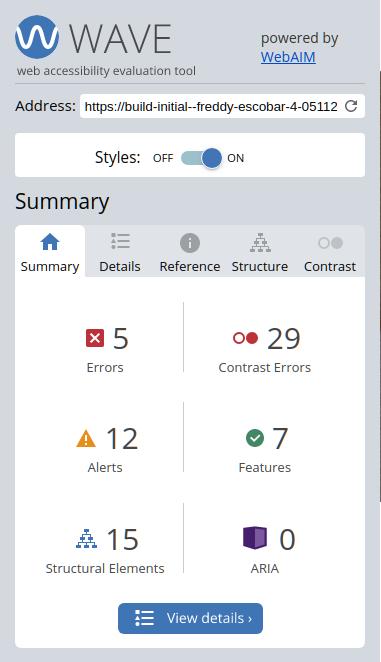 WAVE
web accessibility evaluation tool
powered by
WebAIM
Address: https://build-initial--freddy-escobar-4-05112
Styles: OFF ON
Summary
Summary Details Reference Structure Contrast
5 29
Errors Contrast Errors
12 7
Alerts Features
15 0
Structural Elements ARIA
View details ›